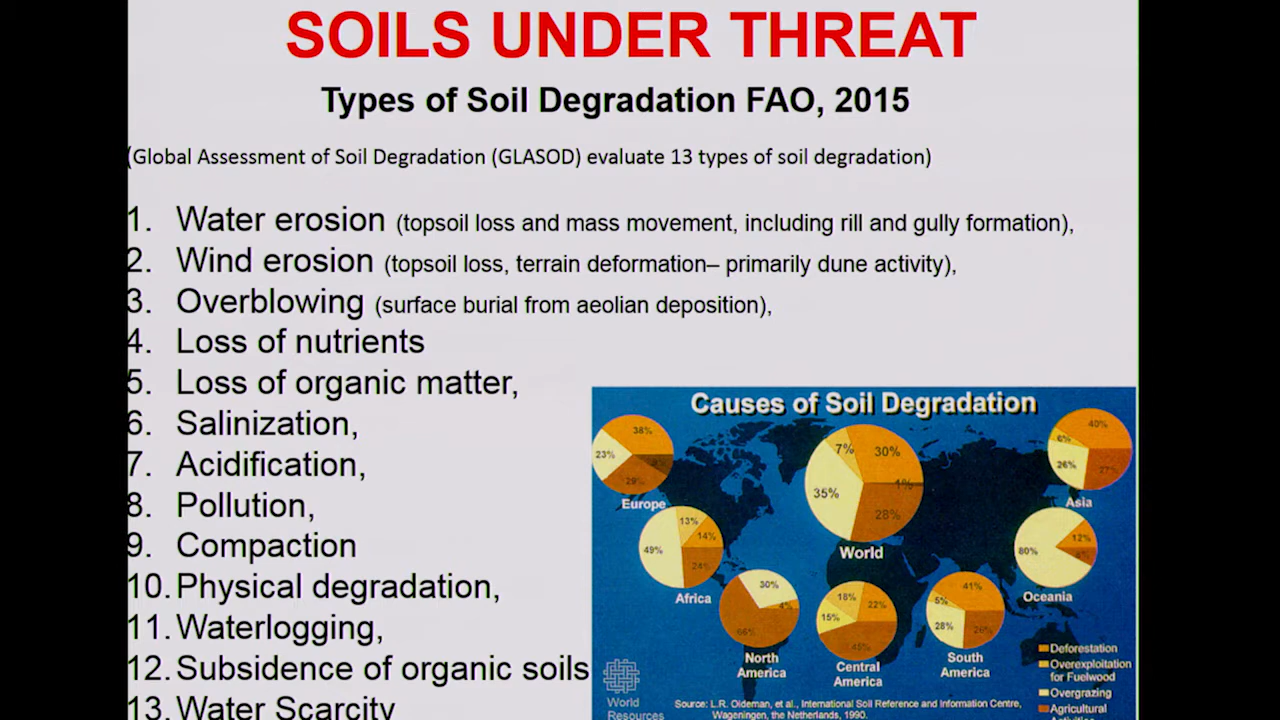 SOILS UNDER THREAT
Types of Soil Degradation FAO, 2015
(Global Assessment of Soil Degradation (GLASOD) evaluate 13 types of soil degradation)
1. Water erosion (topsoil loss and mass movement, including rill and gully formation),
2. Wind erosion (topsoil loss, terrain deformation– primarily dune activity),
3. Overblowing (surface burial from aeolian deposition),
4. Loss of nutrients
5. Loss of organic matter,
6. Salinization,
7. Acidification,
8. Pollution,
9. Compaction
10. Physical degradation,
11. Waterlogging,
12. Subsidence of organic soils
13. Water Scarcity
Causes of Soil Degradation
38%
23%
29%
Europe
7%
30%
35%
1%
28%
World
40%
6%
26%
27%
Asia
13%
14%
49%
24%
Africa
80%
12%
8%
Oceania
30%
4%
66%
North
America
18%
22%
15%
45%
Central
America
41%
5%
28%
26%
South
America
Deforestation
Overexploitation
for Fuelwood
Overgrazing
Agricultural
World
Resources
Source: L.R. Oldeman, et al., International Soil Reference and Information Centre,
Wageningen, the Netherlands, 1990.